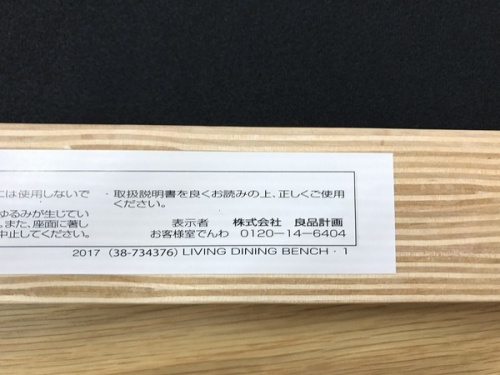 には使用しないで
ゆるみが生じてい
。また、座面に著し
中止してください。
・取扱説明書を良くお読みの上、正しくご使用
ください。
表示者 株式会社 良品計画
お客様室でんわ 0120-14-6404
2017 (38-734376) LIVING DINING BENCH・1